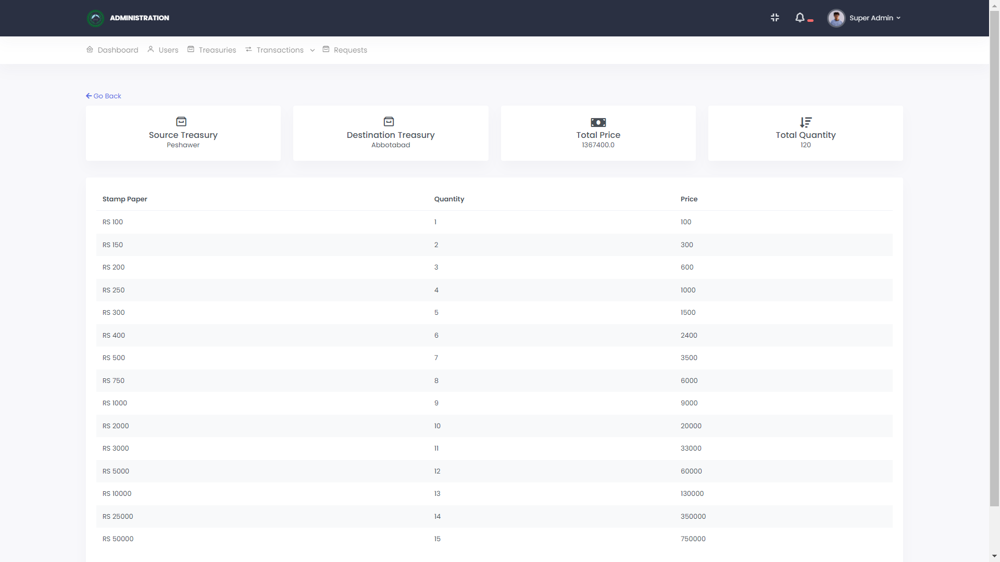 ADMINISTRATION
Super Admin
Dashboard Users Treasuries Transactions Requests
Go Back
Source Treasury
Peshawer
Destination Treasury
Abbotabad
Total Price
1367400.0
Total Quantity
120
Stamp Paper Quantity Price
RS 100 1 100
RS 150 2 300
RS 200 3 600
RS 250 4 1000
RS 300 5 1500
RS 400 6 2400
RS 500 7 3500
RS 750 8 6000
RS 1000 9 9000
RS 2000 10 20000
RS 3000 11 33000
RS 5000 12 60000
RS 10000 13 130000
RS 25000 14 350000
RS 50000 15 750000